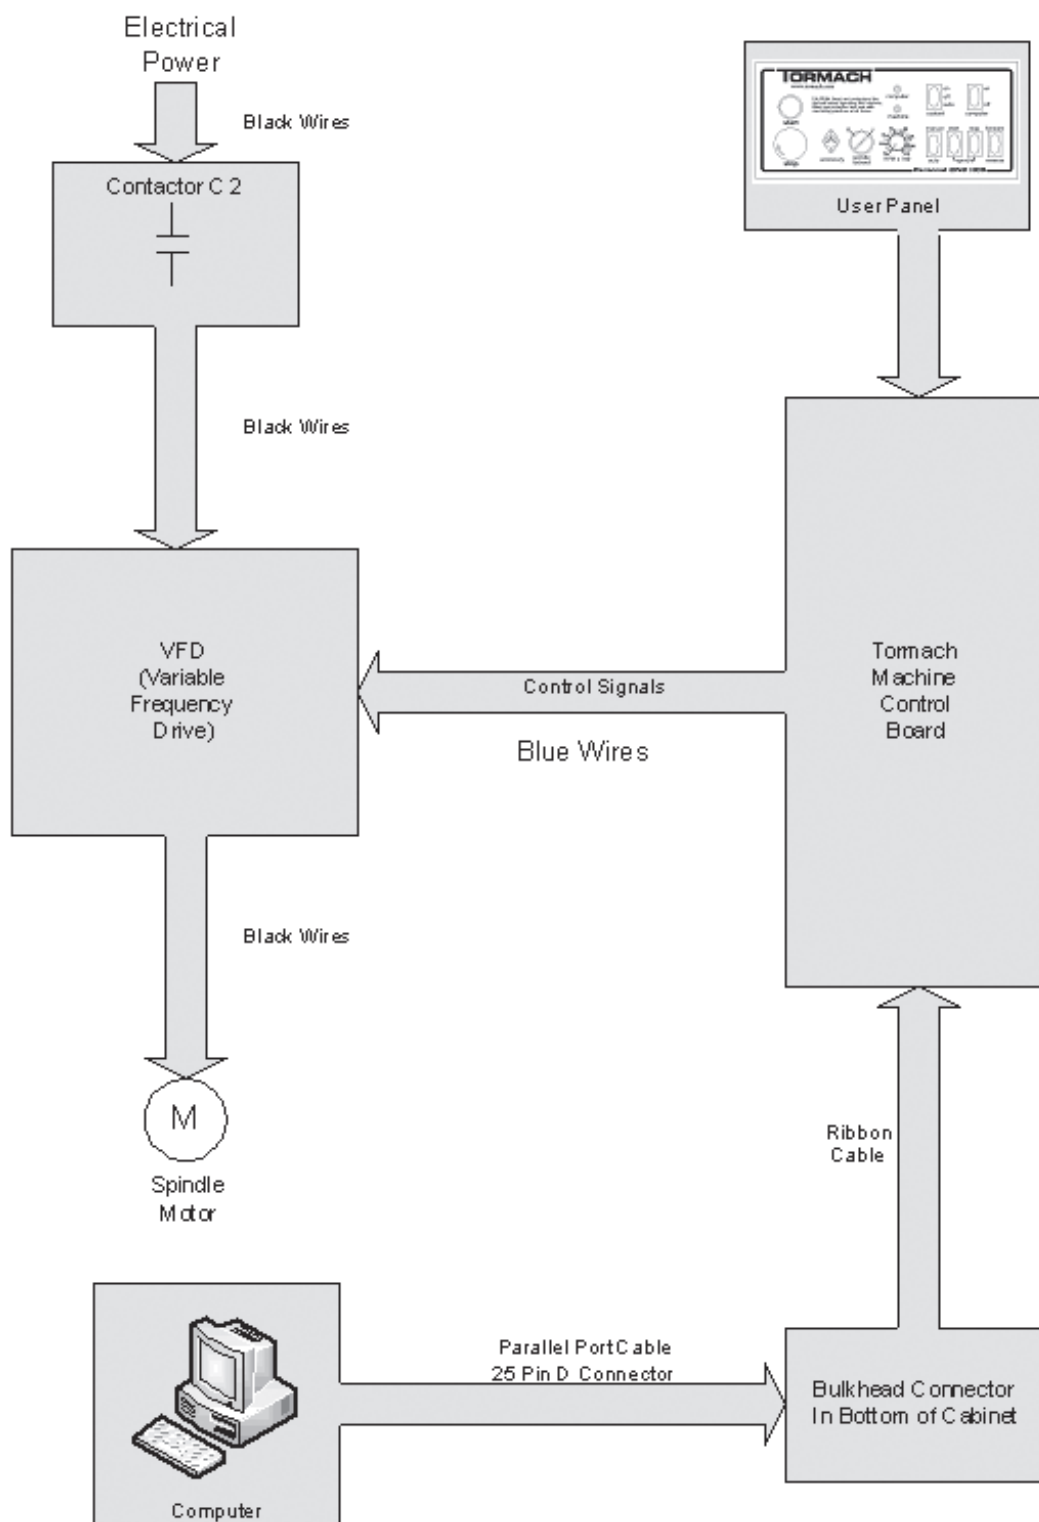 Electrical
Power
Black Wires
Contactor C 2
TORMACH
User Panel
Black Wires
VFD
(Variable
Frequency
Drive)
Control Signals
Blue Wires
Tormach
Machine
Control
Board
Black Wires
M
Spindle
Motor
Ribbon
Cable
Parallel Port Cable
25 Pin D Connector
Bulkhead Connector
In Bottom of Cabinet
Computer